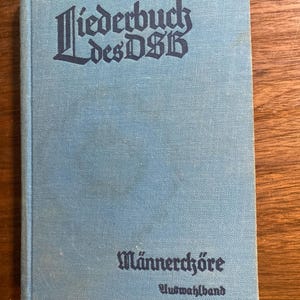 Liederbuch
des DSB
Männerchöre
Auswahlband